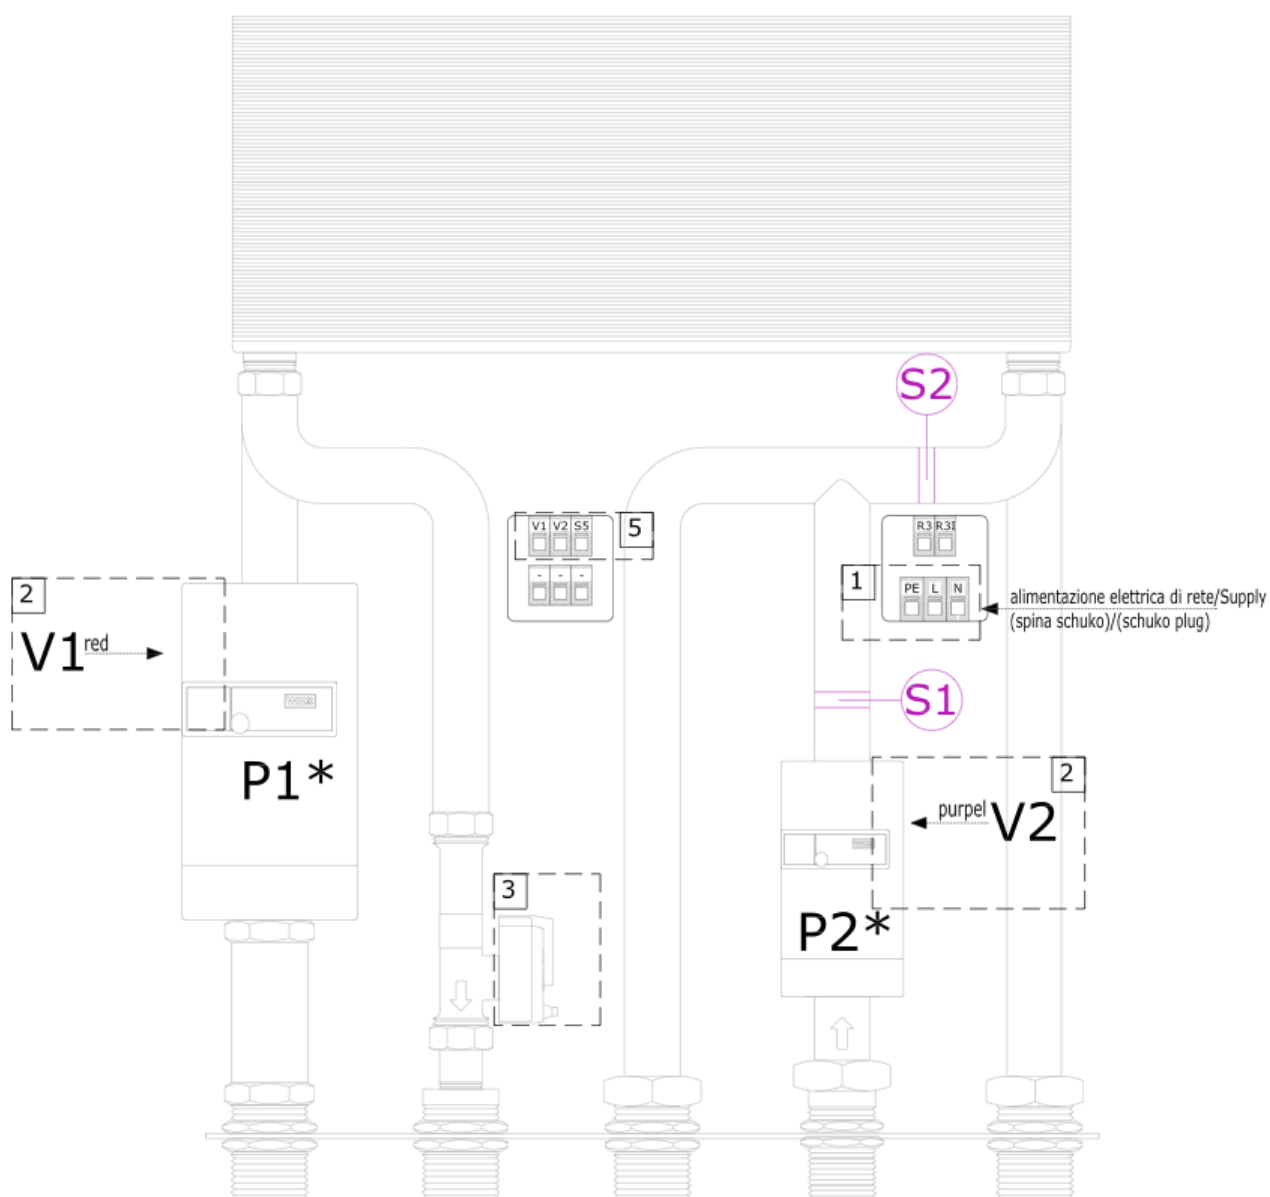 S2
V1 V2 S5
5
R3 R3I
- - -
1
PE L N
alimentazione elettrica di rete/Supply
(spina schuko)/(schuko plug)
2
V1 red
S1
P1*
2
purpel V2
3
P2*